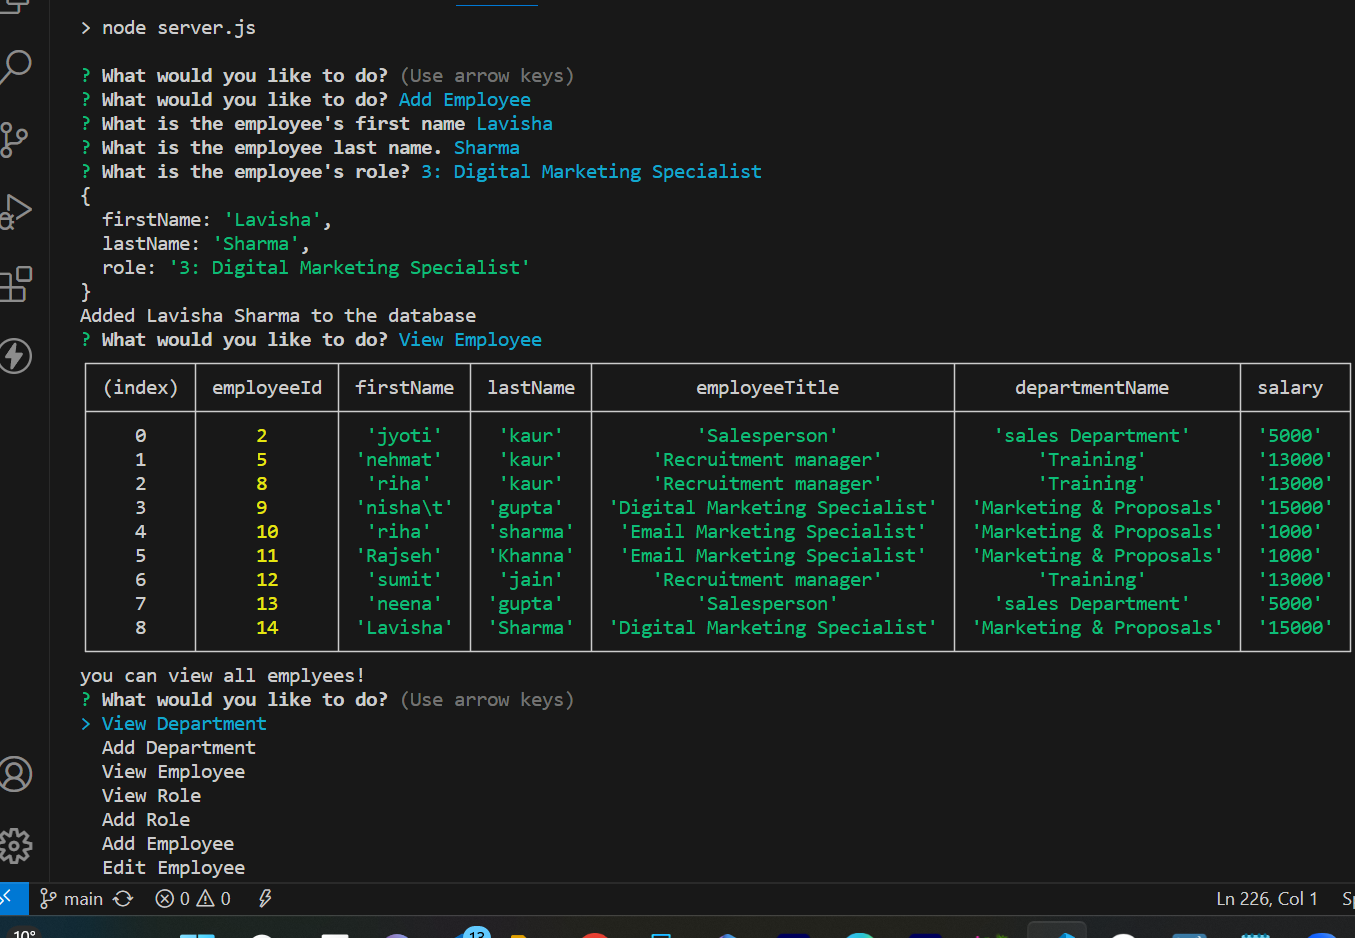 > node server.js
? What would you like to do? (Use arrow keys)
? What would you like to do? Add Employee
? What is the employee's first name Lavisha
? What is the employee last name. Sharma
? What is the employee's role? 3: Digital Marketing Specialist
{
firstName: 'Lavisha',
lastName: 'Sharma',
role: '3: Digital Marketing Specialist'
}
Added Lavisha Sharma to the database
? What would you like to do? View Employee
(index) employeeId firstName lastName employeeTitle departmentName salary
0 2 'jyoti' 'kaur' 'Salesperson' 'sales Department' '5000'
1 5 'nehmat' 'kaur' 'Recruitment manager' 'Training' '13000'
2 8 'riha' 'kaur' 'Recruitment manager' 'Training' '13000'
3 9 'nisha\t' 'gupta' 'Digital Marketing Specialist' 'Marketing & Proposals' '15000'
4 10 'riha' 'sharma' 'Email Marketing Specialist' 'Marketing & Proposals' '1000'
5 11 'Rajseh' 'Khanna' 'Email Marketing Specialist' 'Marketing & Proposals' '1000'
6 12 'sumit' 'jain' 'Recruitment manager' 'Training' '13000'
7 13 'neena' 'gupta' 'Salesperson' 'sales Department' '5000'
8 14 'Lavisha' 'Sharma' 'Digital Marketing Specialist' 'Marketing & Proposals' '15000'
you can view all emplyees!
? What would you like to do? (Use arrow keys)
> View Department
Add Department
View Employee
View Role
Add Role
Add Employee
Edit Employee
main 0 0 Ln 226, Col 1
10° 13